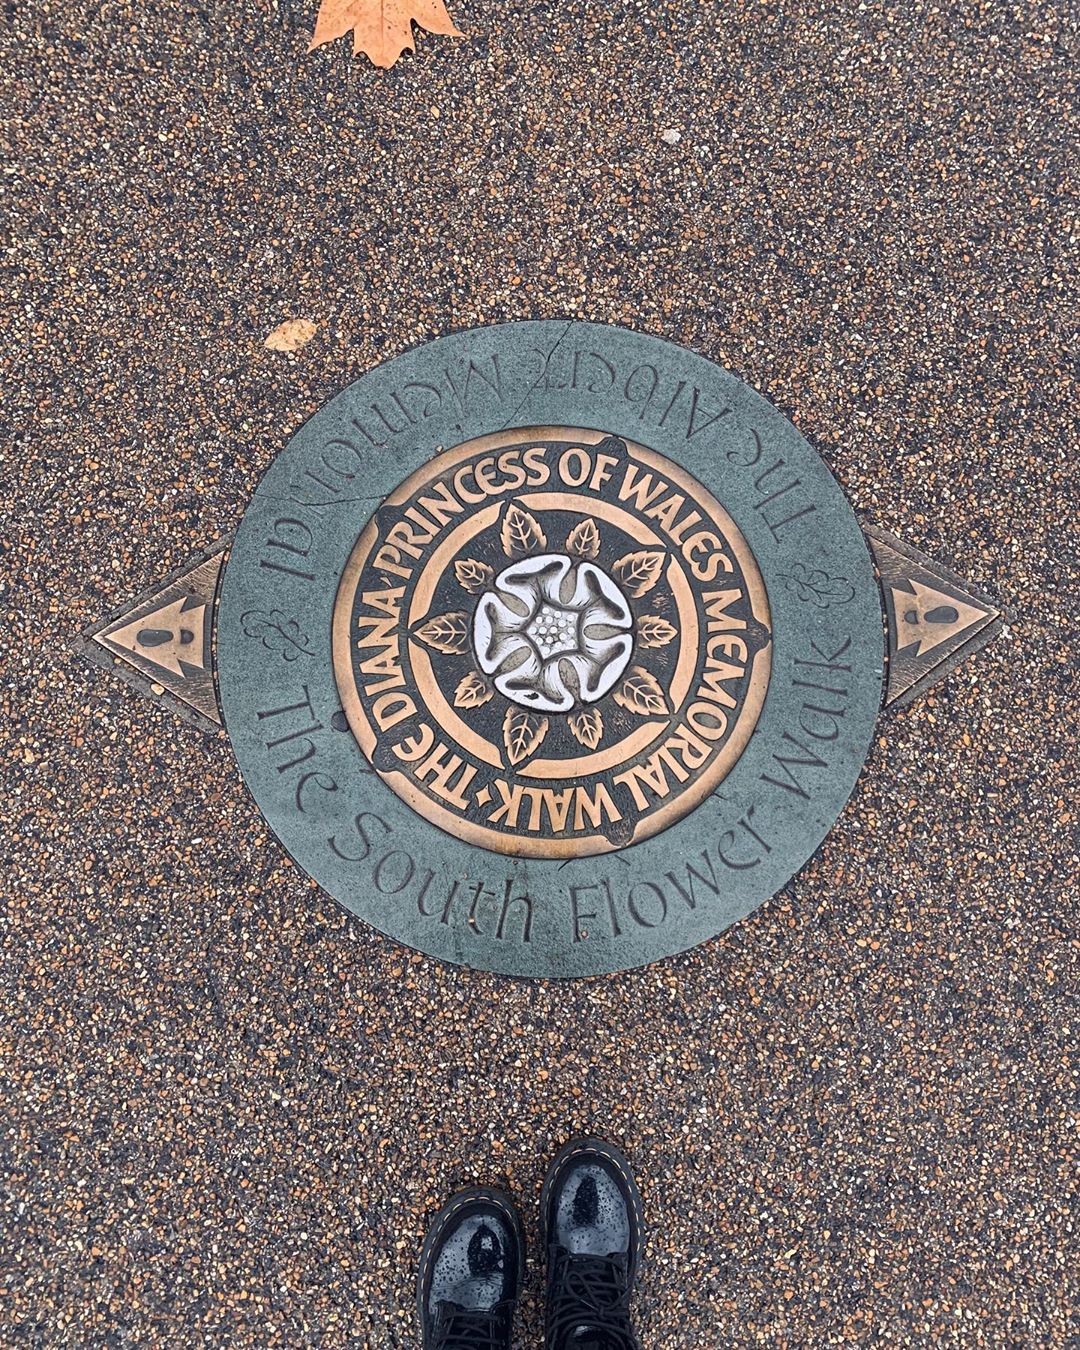 THE DIANA PRINCESS OF WALES MEMORIAL WALK
The Albert Memorial
The South Flower Walk